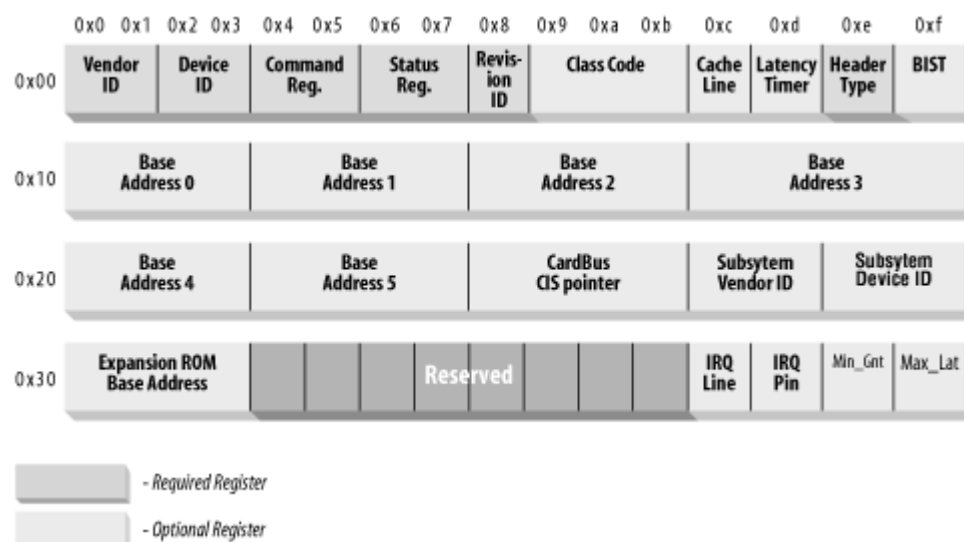 0x0 0x1 0x2 0x3 0x4 0x5 0x6 0x7 0x8 0x9 0xa 0xb 0xc 0xd 0xe 0xf
0x00
Vendor
ID
Device
ID
Command
Reg.
Status
Reg.
Revis-
ion
ID
Class Code
Cache
Line
Latency
Timer
Header
Type
BIST
0x10
Base
Address 0
Base
Address 1
Base
Address 2
Base
Address 3
0x20
Base
Address 4
Base
Address 5
CardBus
CIS pointer
Subsytem
Vendor ID
Subsytem
Device ID
0x30
Expansion ROM
Base Address
Reserved
IRQ
Line
IRQ
Pin
Min_Gnt
Max_Lat
- Required Register
- Optional Register